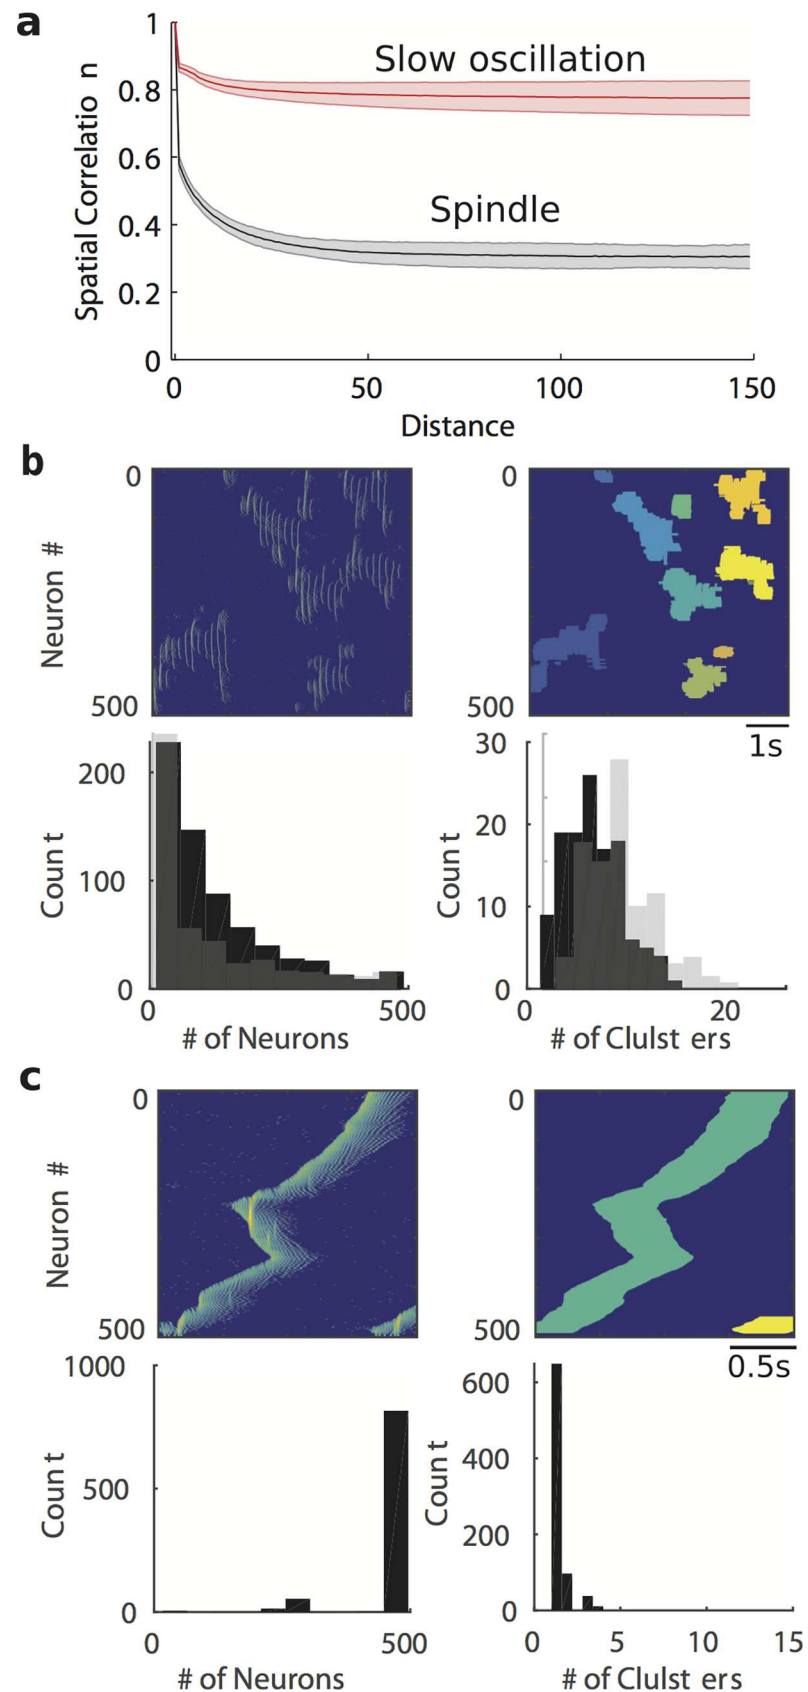 a
1
0.8
0.6
0.4
0.2
0
Spatial Correlatio n
Slow oscillation
Spindle
0 50 100 150
Distance
b
0
500
Neuron #
0
500
1s
200
100
0
Count
0 500
# of Neurons
30
20
10
0
Count
0 20
# of Clulst ers
c
0
500
Neuron #
0
500
0.5s
1000
500
0
Coun t
0 500
# of Neurons
600
400
200
0
Coun t
0 5 10 15
# of Clulst ers